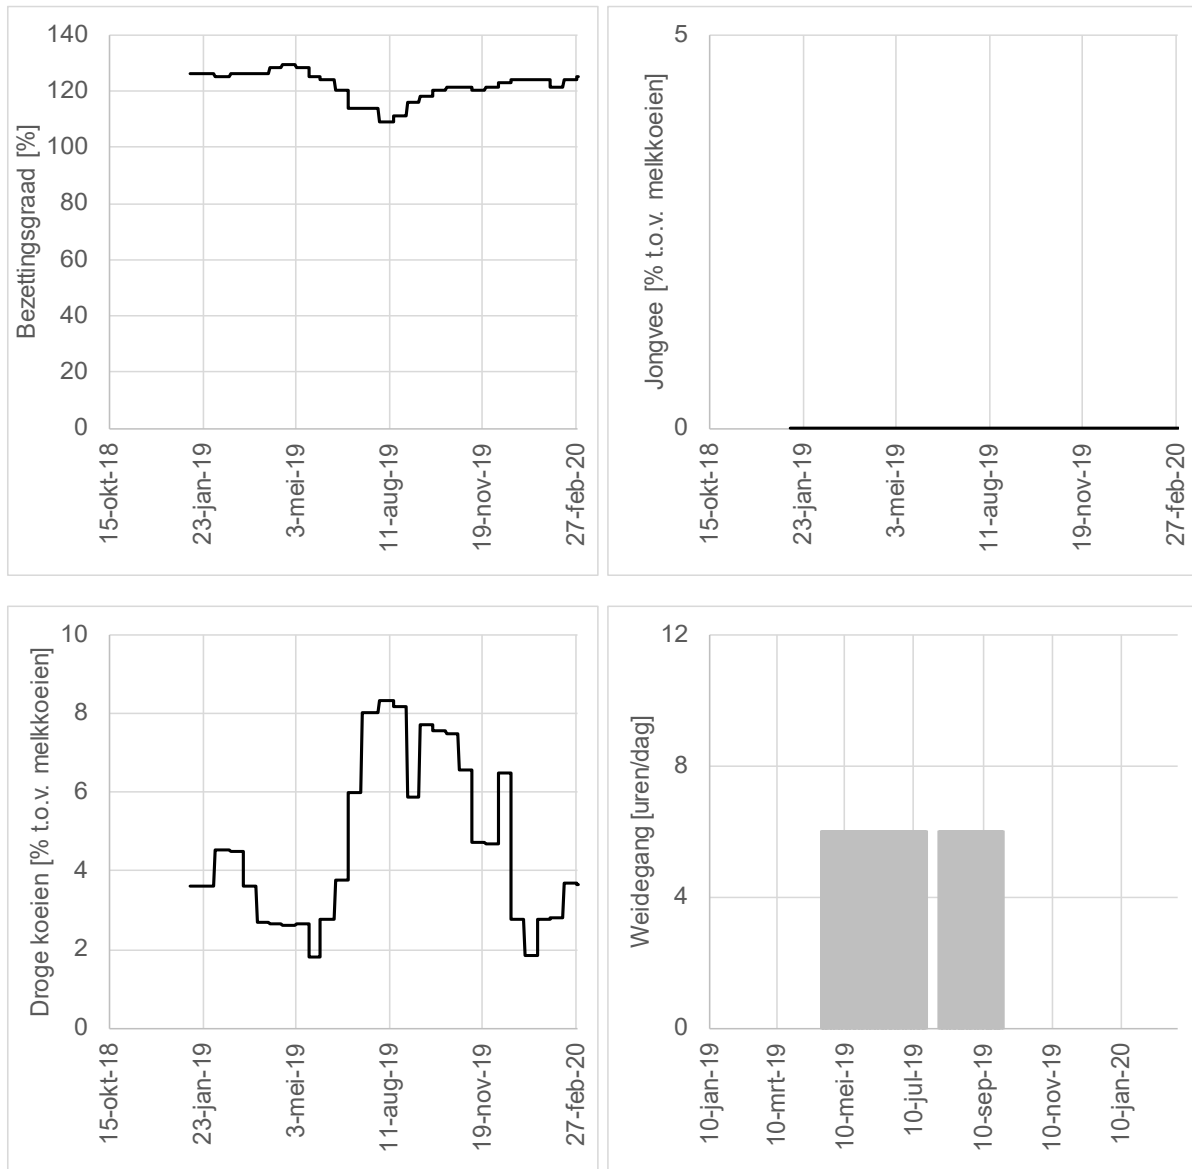 Bezettingsgraad [%]
140
120
100
80
60
40
20
0
15-okt-18
23-jan-19
3-mei-19
11-aug-19
19-nov-19
27-feb-20
Jongvee [% t.o.v. melkkoeien]
5
0
15-okt-18
23-jan-19
3-mei-19
11-aug-19
19-nov-19
27-feb-20
Droge koeien [% t.o.v. melkkoeien]
10
8
6
4
2
0
15-okt-18
23-jan-19
3-mei-19
11-aug-19
19-nov-19
27-feb-20
Weidegang [uren/dag]
12
8
4
0
10-jan-19
10-mrt-19
10-mei-19
10-jul-19
10-sep-19
10-nov-19
10-jan-20